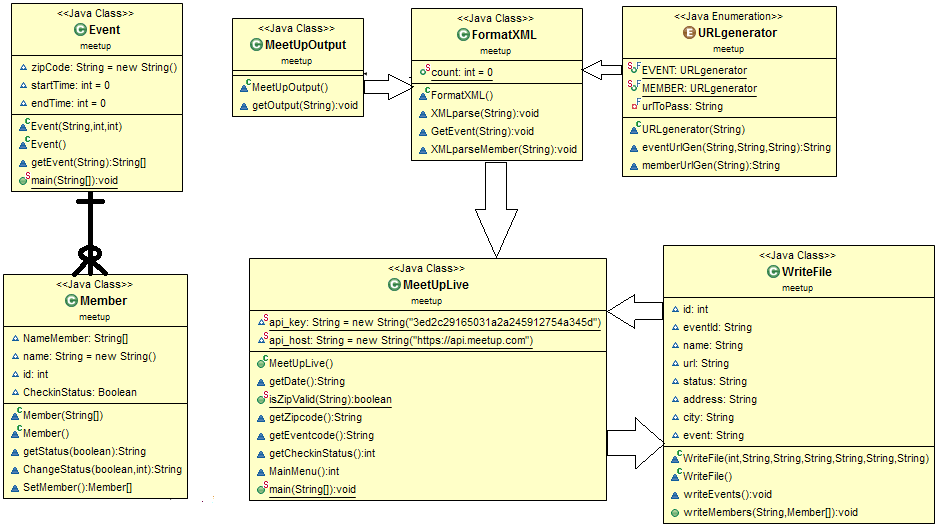 <<Java Class>>
Event
meetup
zipCode: String = new String()
startTime: int = 0
endTime: int = 0
Event(String,int,int)
Event()
getEvent(String):String[]
main(String[]):void
<<Java Class>>
MeetUpOutput
meetup
MeetUpOutput()
getOutput(String):void
<<Java Class>>
FormatXML
meetup
count: int = 0
FormatXML()
XMLparse(String):void
GetEvent(String):void
XMLparseMember(String):void
<<Java Enumeration>>
URLgenerator
meetup
EVENT: URLgenerator
MEMBER: URLgenerator
urlToPass: String
URLgenerator(String)
eventUrlGen(String,String,String):String
memberUrlGen(String):String
<<Java Class>>
Member
meetup
NameMember: String[]
name: String = new String()
id: int
CheckinStatus: Boolean
Member(String[])
Member()
getStatus(boolean):String
ChangeStatus(boolean,int):String
SetMember():Member[]
<<Java Class>>
MeetUpLive
meetup
api_key: String = new String("3ed2c29165031a2a245912754a345d")
api_host: String = new String("https://api.meetup.com")
MeetUpLive()
getDate():String
isZipValid(String):boolean
getZipcode():String
getEventcode():String
getCheckinStatus():int
MainMenu():int
main(String[]):void
<<Java Class>>
WriteFile
meetup
id: int
eventId: String
name: String
url: String
status: String
address: String
city: String
event: String
WriteFile(int,String,String,String,String,String,String)
WriteFile()
writeEvents():void
writeMembers(String,Member[]):void